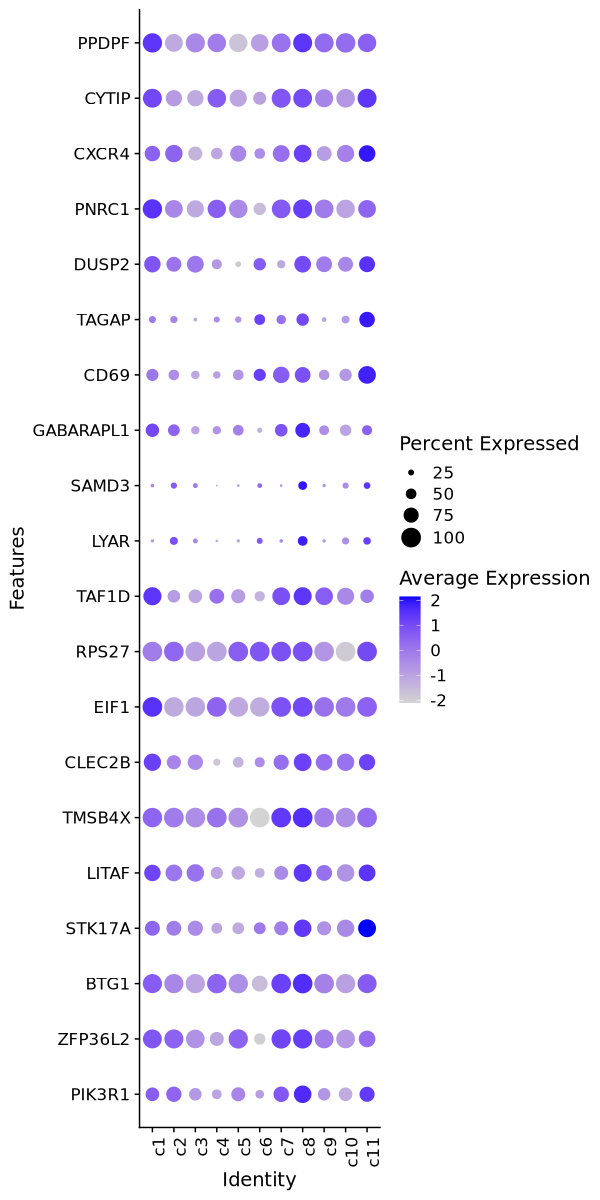 PPDPF
CYTIP
CXCR4
PNRC1
DUSP2
TAGAP
CD69
GABARAPL1
SAMD3
LYAR
TAF1D
RPS27
EIF1
CLEC2B
TMSB4X
LITAF
STK17A
BTG1
ZFP36L2
PIK3R1
Features
c1 c2 c3 c4 c5 c6 c7 c8 c9 c10 c11
Identity
Percent Expressed
25
50
75
100
Average Expression
2
1
0
-1
-2